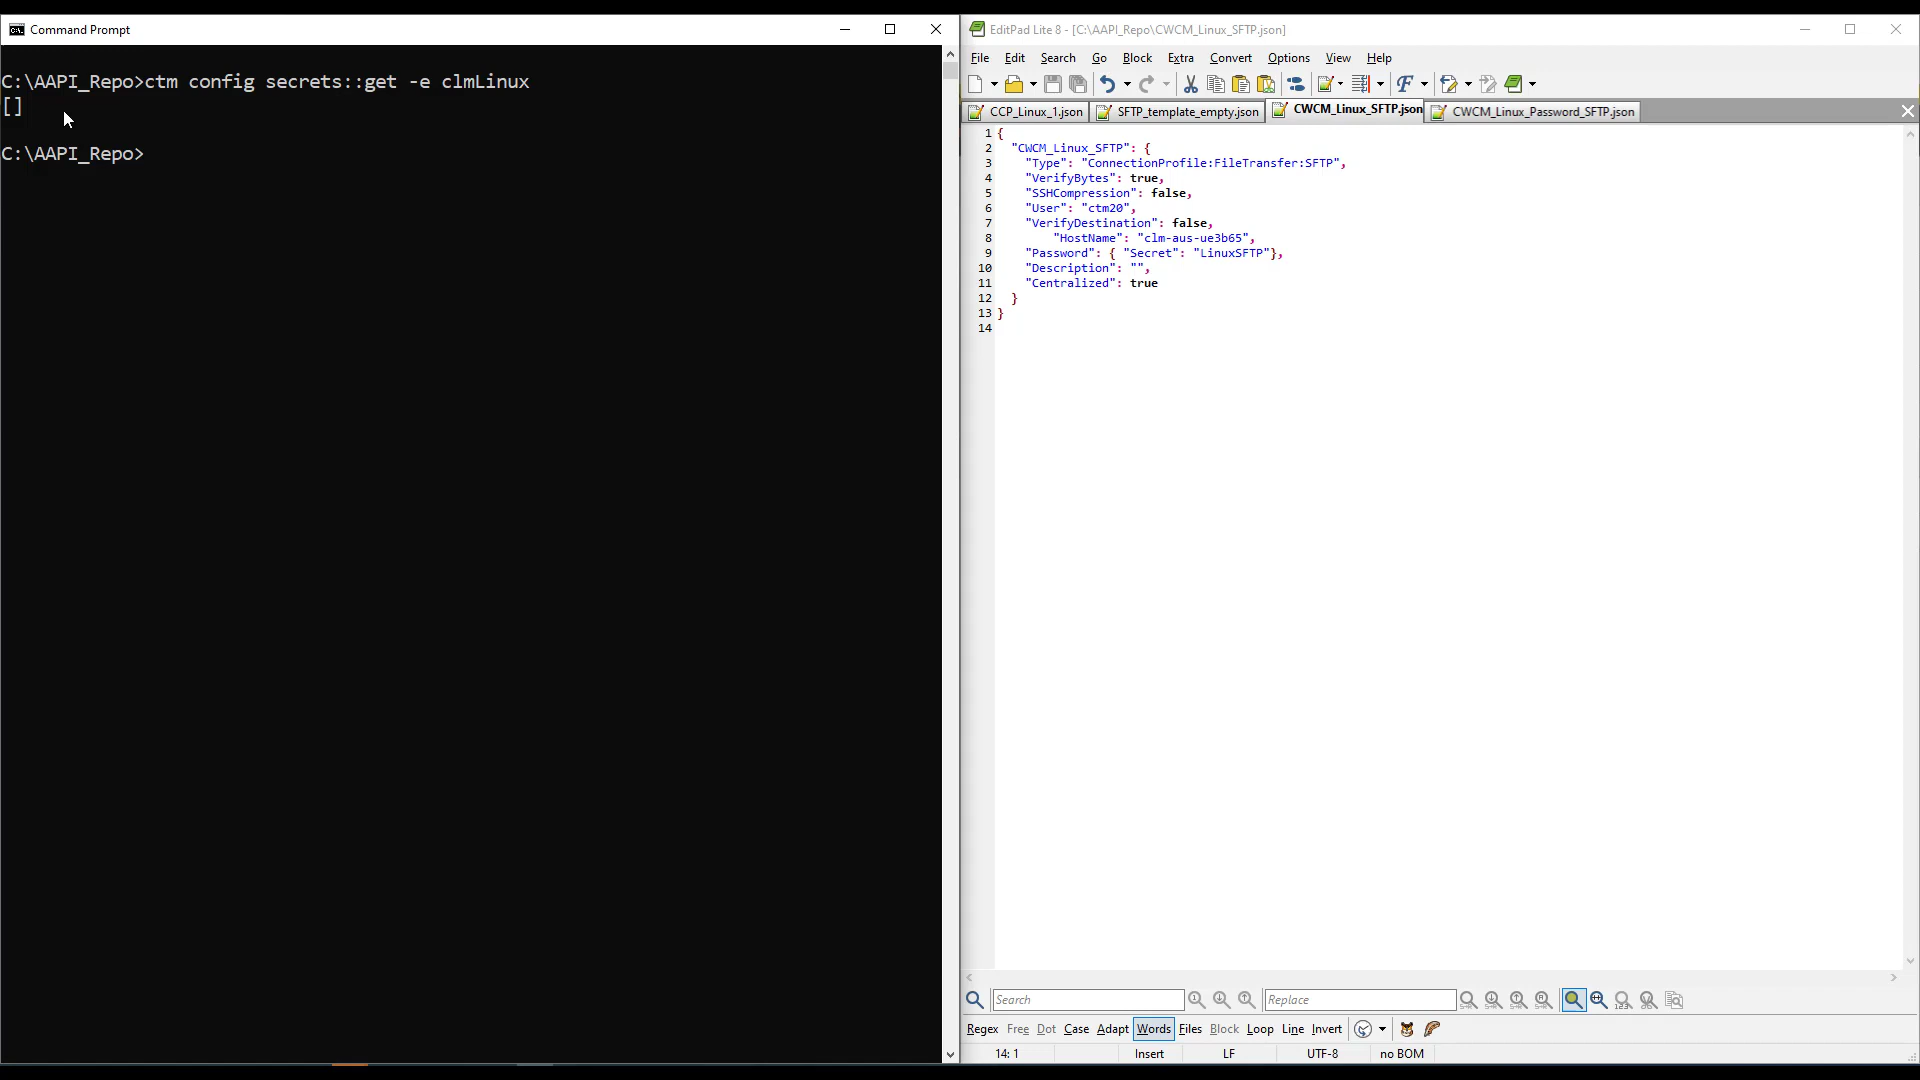 Command Prompt
C:\AAPI_Repo>ctm config secrets::get -e clmLinux
[]
C:\AAPI_Repo>
EditPad Lite 8 - [C:\AAPI_Repo\CWCM_Linux_SFTP.json]
File Edit Search Go Block Extra Convert Options View Help
CCP_Linux_1.json SFTP_template_empty.json CWCM_Linux_SFTP.json CWCM_Linux_Password_SFTP.json
1 {
2 "CWCM_Linux_SFTP": {
3 "Type": "ConnectionProfile:FileTransfer:SFTP",
4 "VerifyBytes": true,
5 "SSHCompression": false,
6 "User": "ctm20",
7 "VerifyDestination": false,
8 "HostName": "clm-aus-ue3b65",
9 "Password": { "Secret": "LinuxSFTP"},
10 "Description": "",
11 "Centralized": true
12 }
13 }
14
Search Replace
Regex Free Dot Case Adapt Words Files Block Loop Line Invert
14: 1 Insert LF UTF-8 no BOM